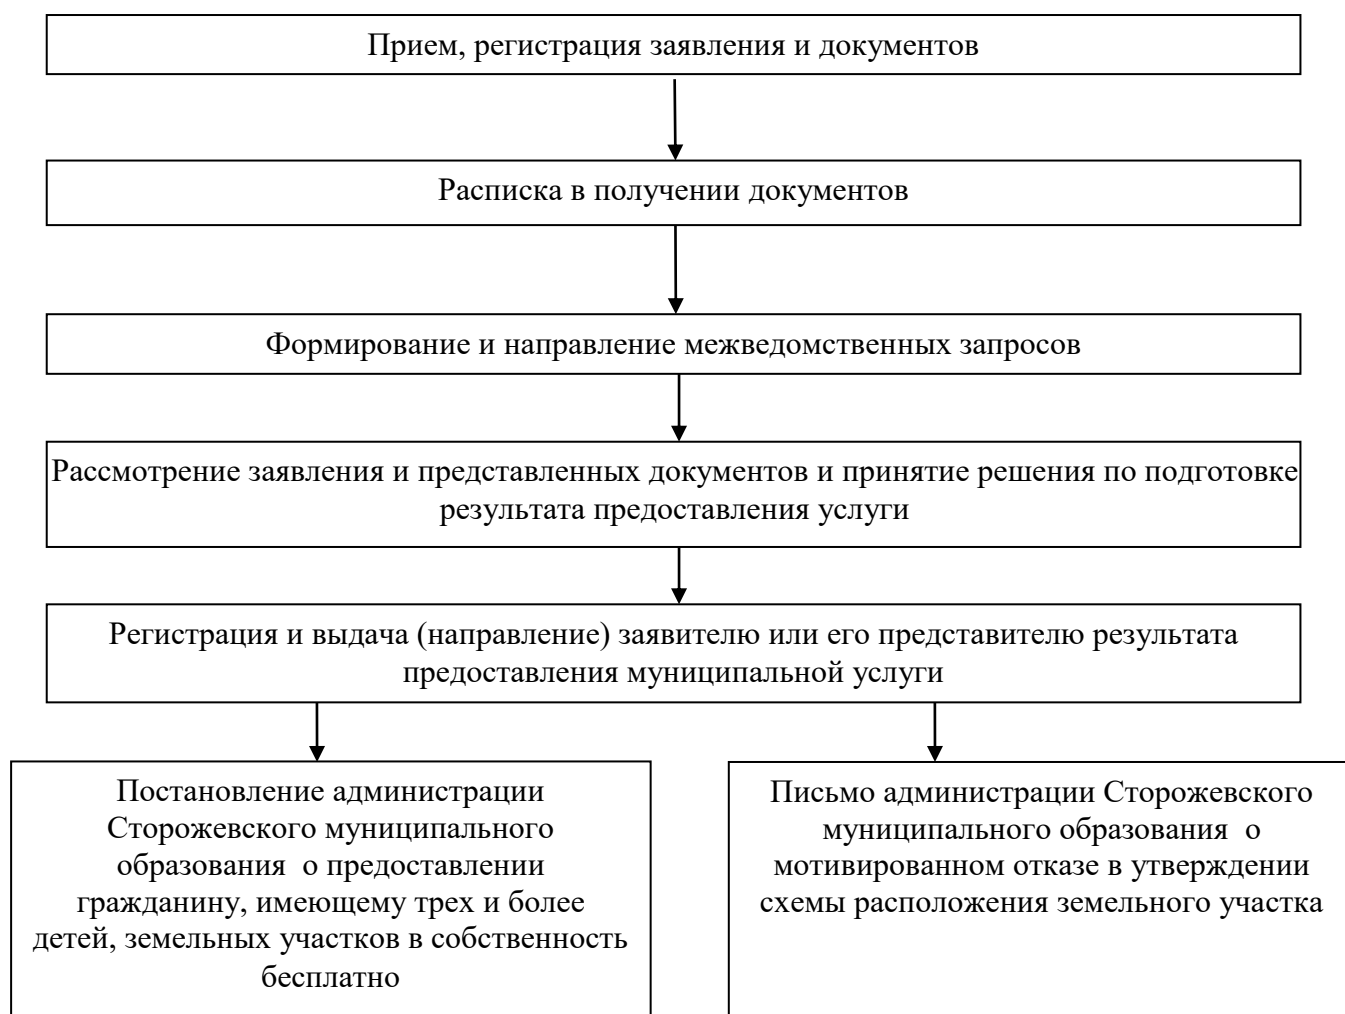 Прием, регистрация заявления и документов
Расписка в получении документов
Формирование и направление межведомственных запросов
Рассмотрение заявления и представленных документов и принятие решения по подготовке
результата предоставления услуги
Регистрация и выдача (направление) заявителю или его представителю результата
предоставления муниципальной услуги
Постановление администрации
Сторожевского муниципального
образования  о предоставлении
гражданину, имеющему трех и более
детей, земельных участков в собственность
бесплатно
Письмо администрации Сторожевского
муниципального образования  о
мотивированном отказе в утверждении
схемы расположения земельного участка